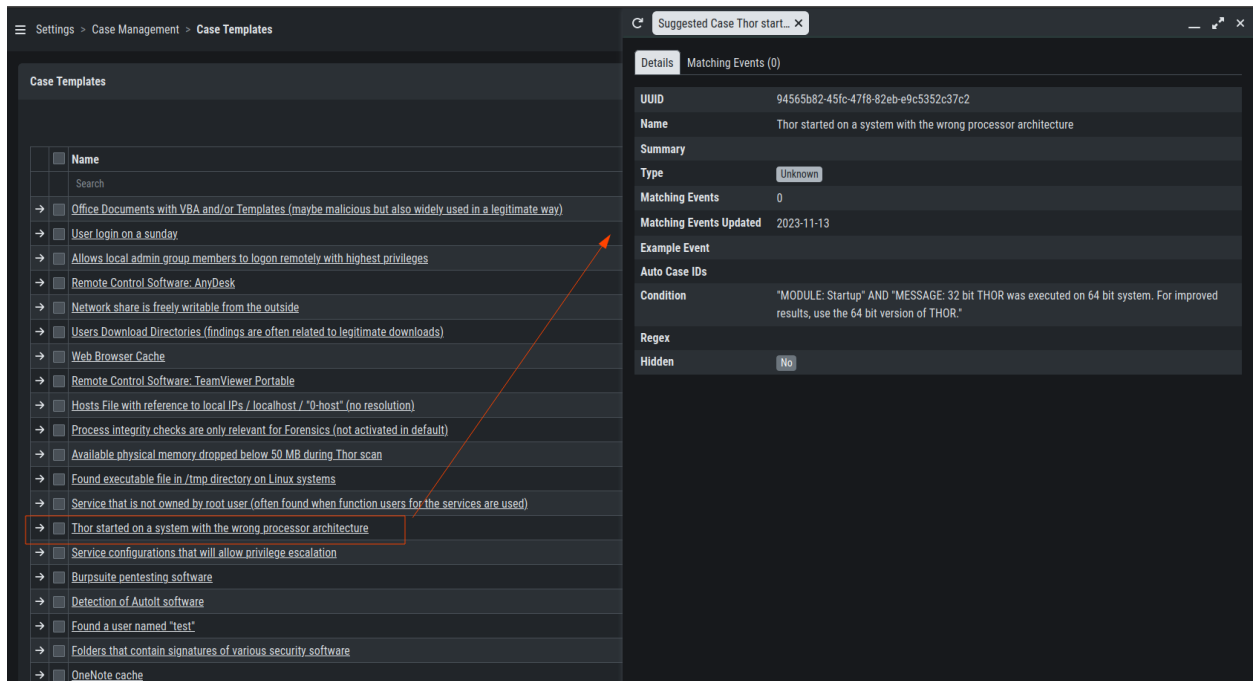 Settings > Case Management > Case Templates
Case Templates
Name
Search
Office Documents with VBA and/or Templates (maybe malicious but also widely used in a legitimate way)
User login on a sunday
Allows local admin group members to logon remotely with highest privileges
Remote Control Software: AnyDesk
Network share is freely writable from the outside
Users Download Directories (findings are often related to legitimate downloads)
Web Browser Cache
Remote Control Software: TeamViewer Portable
Hosts File with reference to local IPs / localhost / "0-host" (no resolution)
Process integrity checks are only relevant for Forensics (not activated in default)
Available physical memory dropped below 50 MB during Thor scan
Found executable file in /tmp directory on Linux systems
Service that is not owned by root user (often found when function users for the services are used)
Thor started on a system with the wrong processor architecture
Service configurations that will allow privilege escalation
Burpsuite pentesting software
Detection of AutoIt software
Found a user named "test"
Folders that contain signatures of various security software
OneNote cache
Suggested Case Thor start...
Details Matching Events (0)
UUID 94565b82-45fc-47f8-82eb-e9c5352c37c2
Name Thor started on a system with the wrong processor architecture
Summary
Type Unknown
Matching Events 0
Matching Events Updated 2023-11-13
Example Event
Auto Case IDs
Condition "MODULE: Startup" AND "MESSAGE: 32 bit THOR was executed on 64 bit system. For improved
results, use the 64 bit version of THOR."
Regex
Hidden No